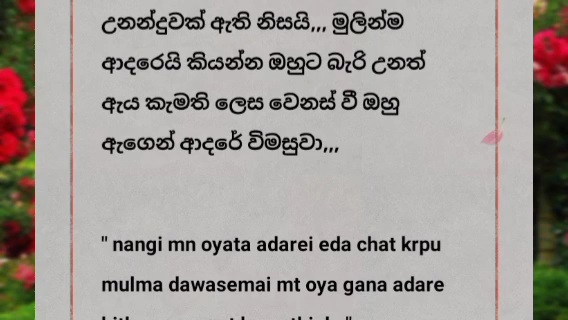 උනන්දුවක් ඇති නිසයි,,, මුලින්ම
ආදරෙයි කියන්න ඔහුට බැරි උනත්
ඇය කැමති ලෙස වෙනස් වී ඔහු
ඇගෙන් ආදරේ විමසුවා,,,
" nangi mn oyata adarei eda chat krpu
mulma dawasemai mt oya gana adare